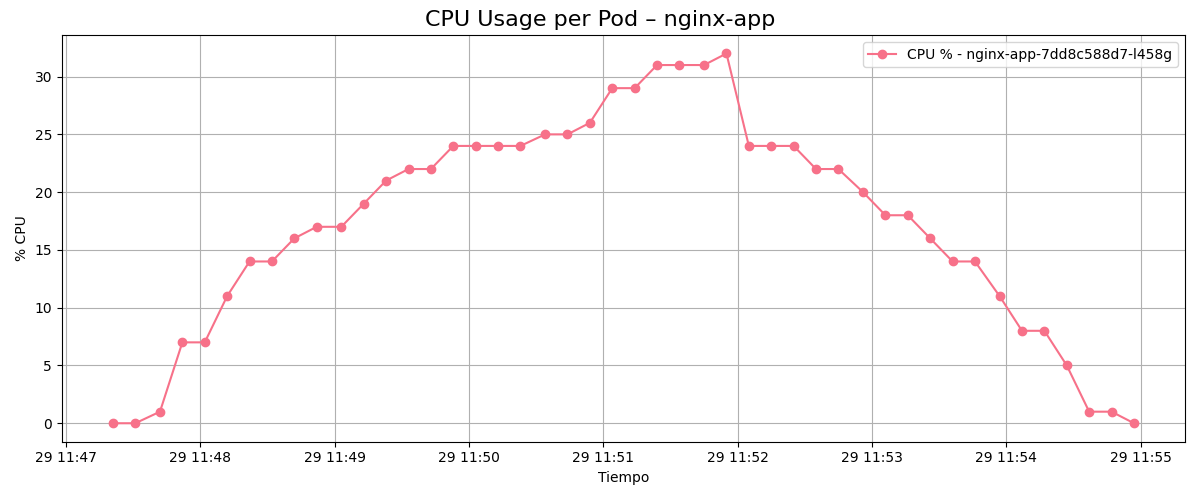 CPU Usage per Pod – nginx-app
CPU % - nginx-app-7dd8c588d7-l458g
% CPU
30
25
20
15
10
5
0
29 11:47 29 11:48 29 11:49 29 11:50 29 11:51 29 11:52 29 11:53 29 11:54 29 11:55
Tiempo